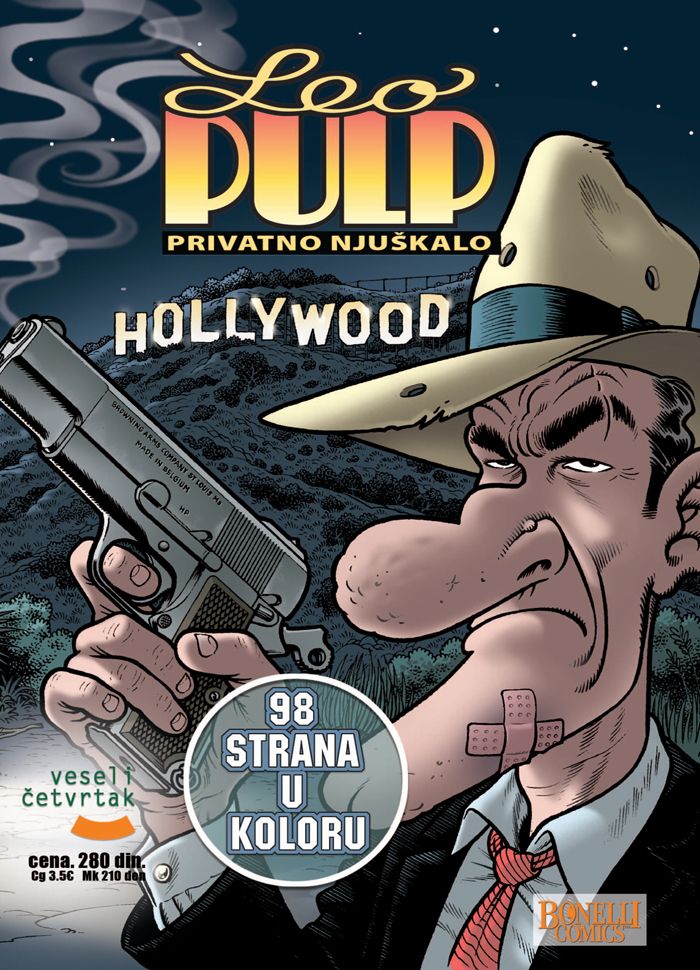 Leo
PULP
PRIVATNO NJUŠKALO
HOLLYWOOD
BROWNING ARMS COMPANY ST LOUIS Mo
MADE IN BELGIUM
HP
98
STRANA
U
KOLORU
veseli
četvrtak
cena. 280 din.
Cg 3.5€ Mk 210 den
BONELLI
COMICS